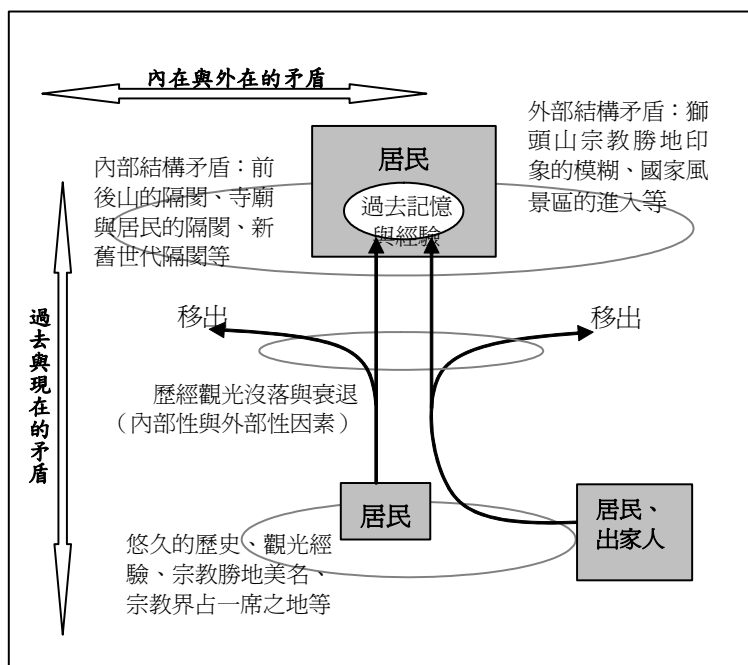 內在與外在的矛盾
外部結構矛盾：獅
頭山宗教勝地印
象的模糊、國家風
景區的進入等
居民
過去記憶
與經驗
內部結構矛盾：前
後山的隔閡、寺廟
與居民的隔閡、新
舊世代隔閡等
過去與現在的矛盾
移出
移出
歷經觀光沒落與衰退
（內部性與外部性因素）
居民
居民、
出家人
悠久的歷史、觀光經
驗、宗教勝地美名、
宗教界占一席之地等